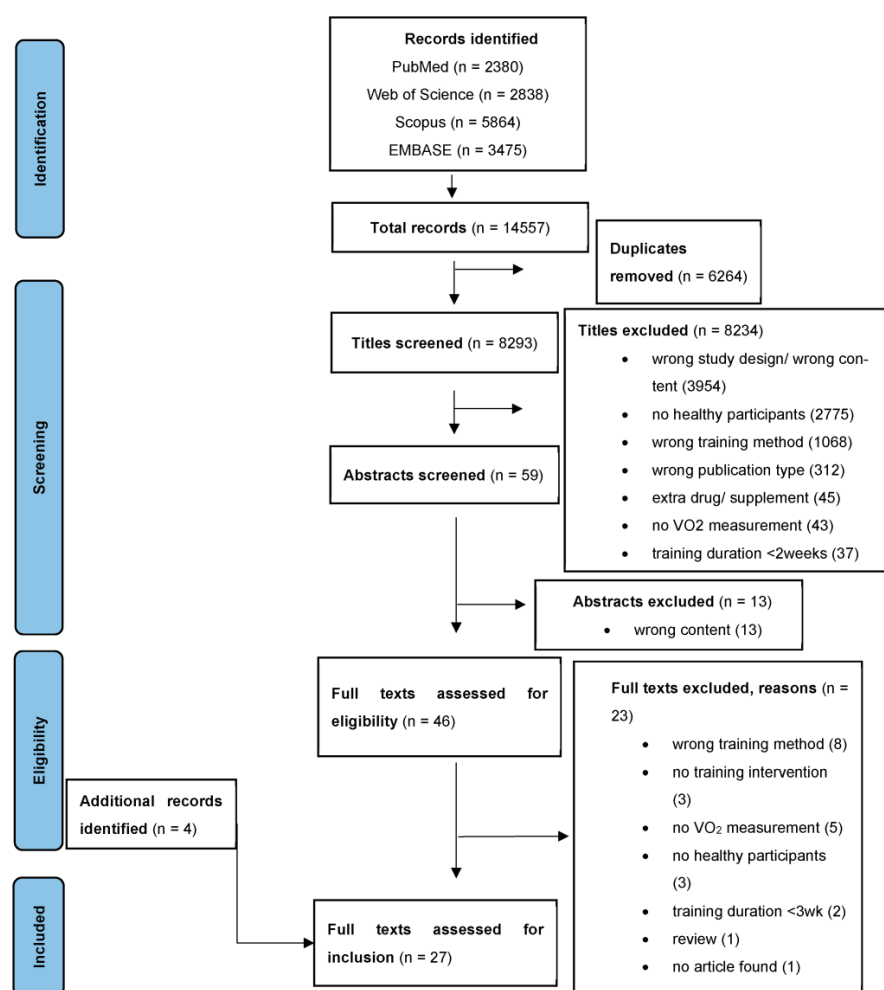 Identification
Records identified
PubMed (n = 2380)
Web of Science (n = 2838)
Scopus (n = 5864)
EMBASE (n = 3475)
Total records (n = 14557)
Duplicates
removed (n = 6264)
Screening
Titles screened (n = 8293)
Titles excluded (n = 8234)
• wrong study design/ wrong con-
tent (3954)
• no healthy participants (2775)
• wrong training method (1068)
• wrong publication type (312)
• extra drug/ supplement (45)
• no VO2 measurement (43)
• training duration <2weeks (37)
Abstracts screened (n = 59)
Abstracts excluded (n = 13)
• wrong content (13)
Eligibility
Full texts assessed for
eligibility (n = 46)
Full texts excluded, reasons (n =
23)
• wrong training method (8)
• no training intervention
(3)
• no VO₂ measurement (5)
• no healthy participants
(3)
• training duration <3wk (2)
• review (1)
• no article found (1)
Additional records
identified (n = 4)
Included
Full texts assessed for
inclusion (n = 27)